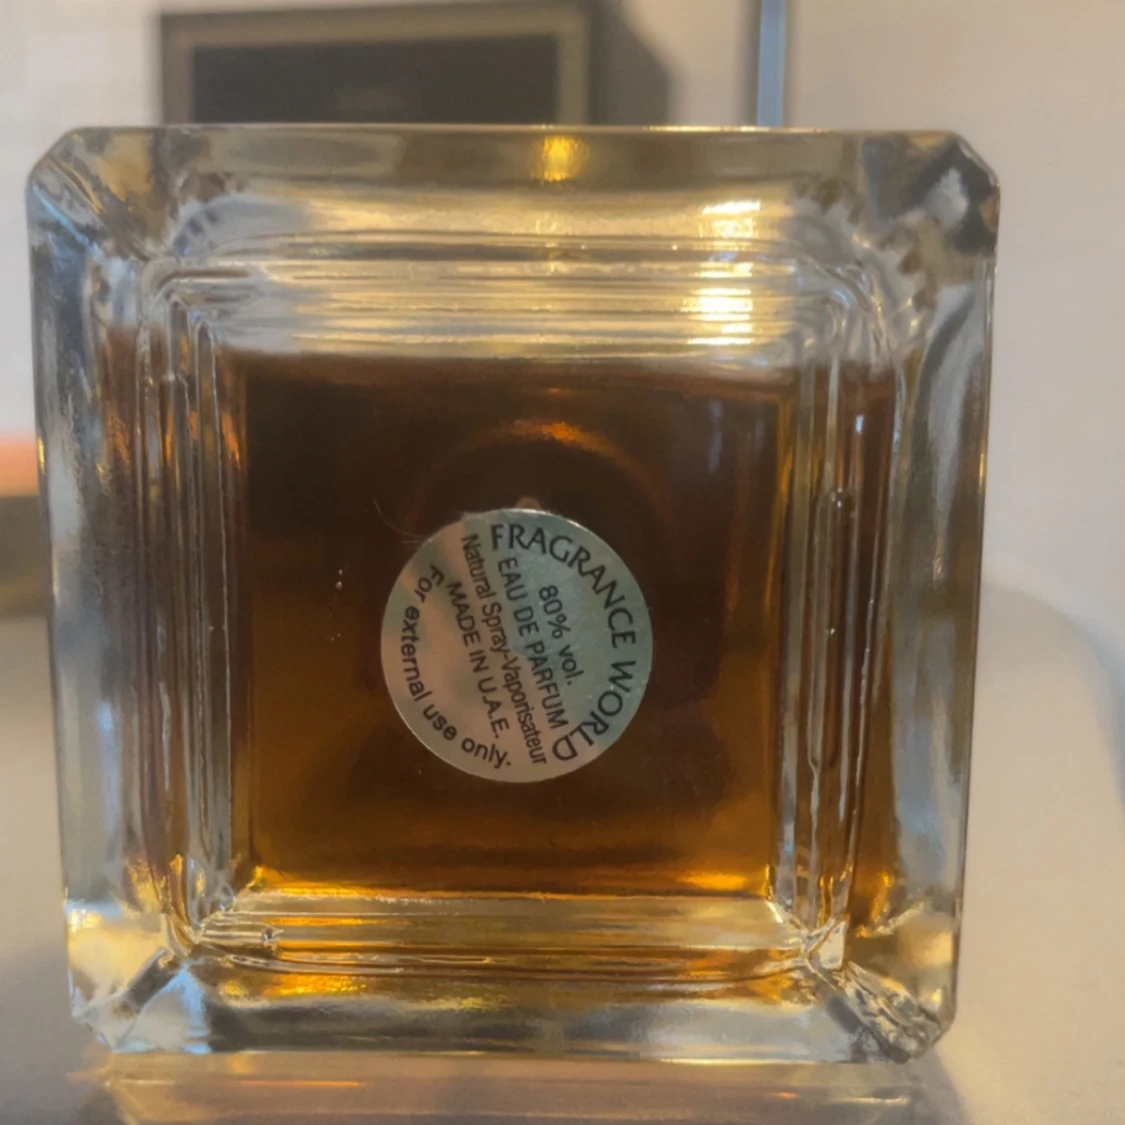 FRAGRANCE WORLD
80% vol.
EAU DE PARFUM
Natural Spray-Vaporisateur
MADE IN U.A.E.
For external use only.